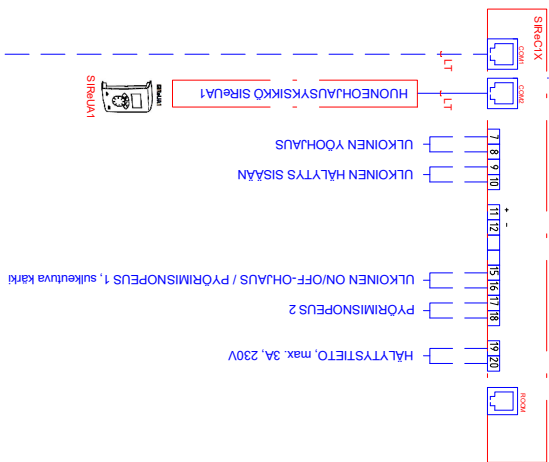 SIReC1X
COM1
LT
COM2
LT
HUONEOHJAUSYKSIKKÖ SIReUA1
SIReUA1
SIReUA1
7
8
ULKOINEN YÖOHJAUS
9
10
ULKOINEN HÄLYTYS SISÄÄN
11 +
12 -
15
16
ULKOINEN ON/OFF-OHJAUS / PYÖRIMISNOPEUS 1, sulkeutuva kärki
17
18
PYÖRIMISNOPEUS 2
19
20
HÄLYTYSTIETO, max. 3A, 230V
ROOM